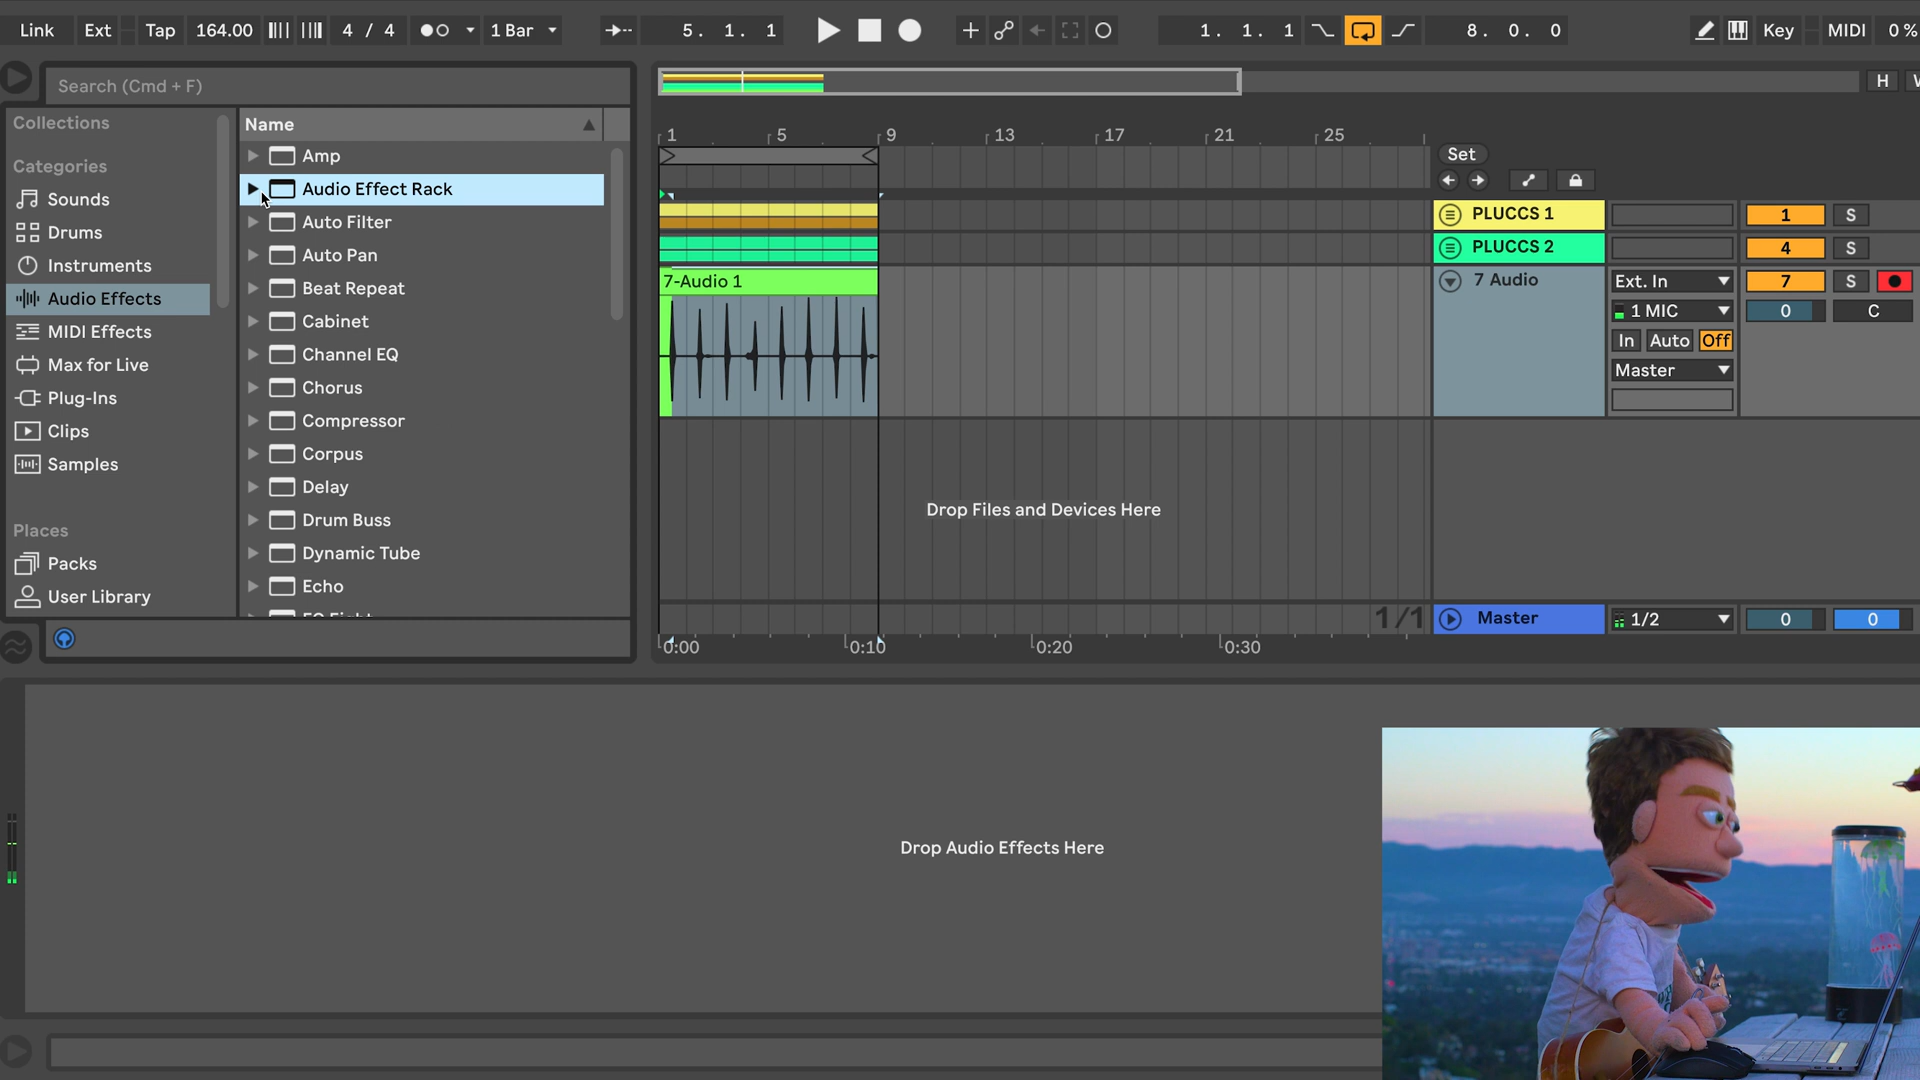 Link Ext Tap 164.00 4 / 4 1 Bar 5. 1. 1 1. 1. 1 8. 0. 0 Key MIDI 0 %
Search (Cmd + F)
H
Collections
Categories
Sounds
Drums
Instruments
Audio Effects
MIDI Effects
Max for Live
Plug-Ins
Clips
Samples
Places
Packs
User Library
Name
Amp
Audio Effect Rack
Auto Filter
Auto Pan
Beat Repeat
Cabinet
Channel EQ
Chorus
Compressor
Corpus
Delay
Drum Buss
Dynamic Tube
Echo
1 5 9 13 17 21 25
Set
PLUCCS 1 1 S
PLUCCS 2 4 S
7-Audio 1
7 Audio Ext. In 7 S
1 MIC 0 C
In Auto Off
Master
Drop Files and Devices Here
1/1 Master 1/2 0 0
0:00 0:10 0:20 0:30
Drop Audio Effects Here